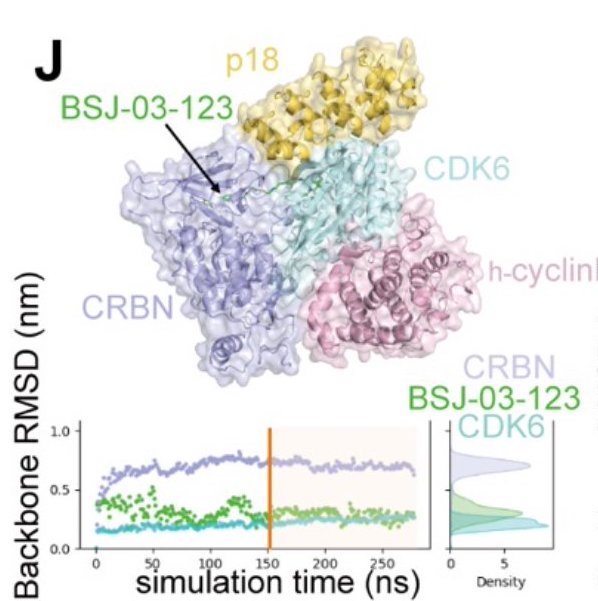 J
p18
BSJ-03-123
CDK6
h-cyclin
CRBN
CRBN
BSJ-03-123
CDK6
Backbone RMSD (nm)
1.0
0.5
0.0
0 50 100 150 200 250
simulation time (ns)
0 5
Density